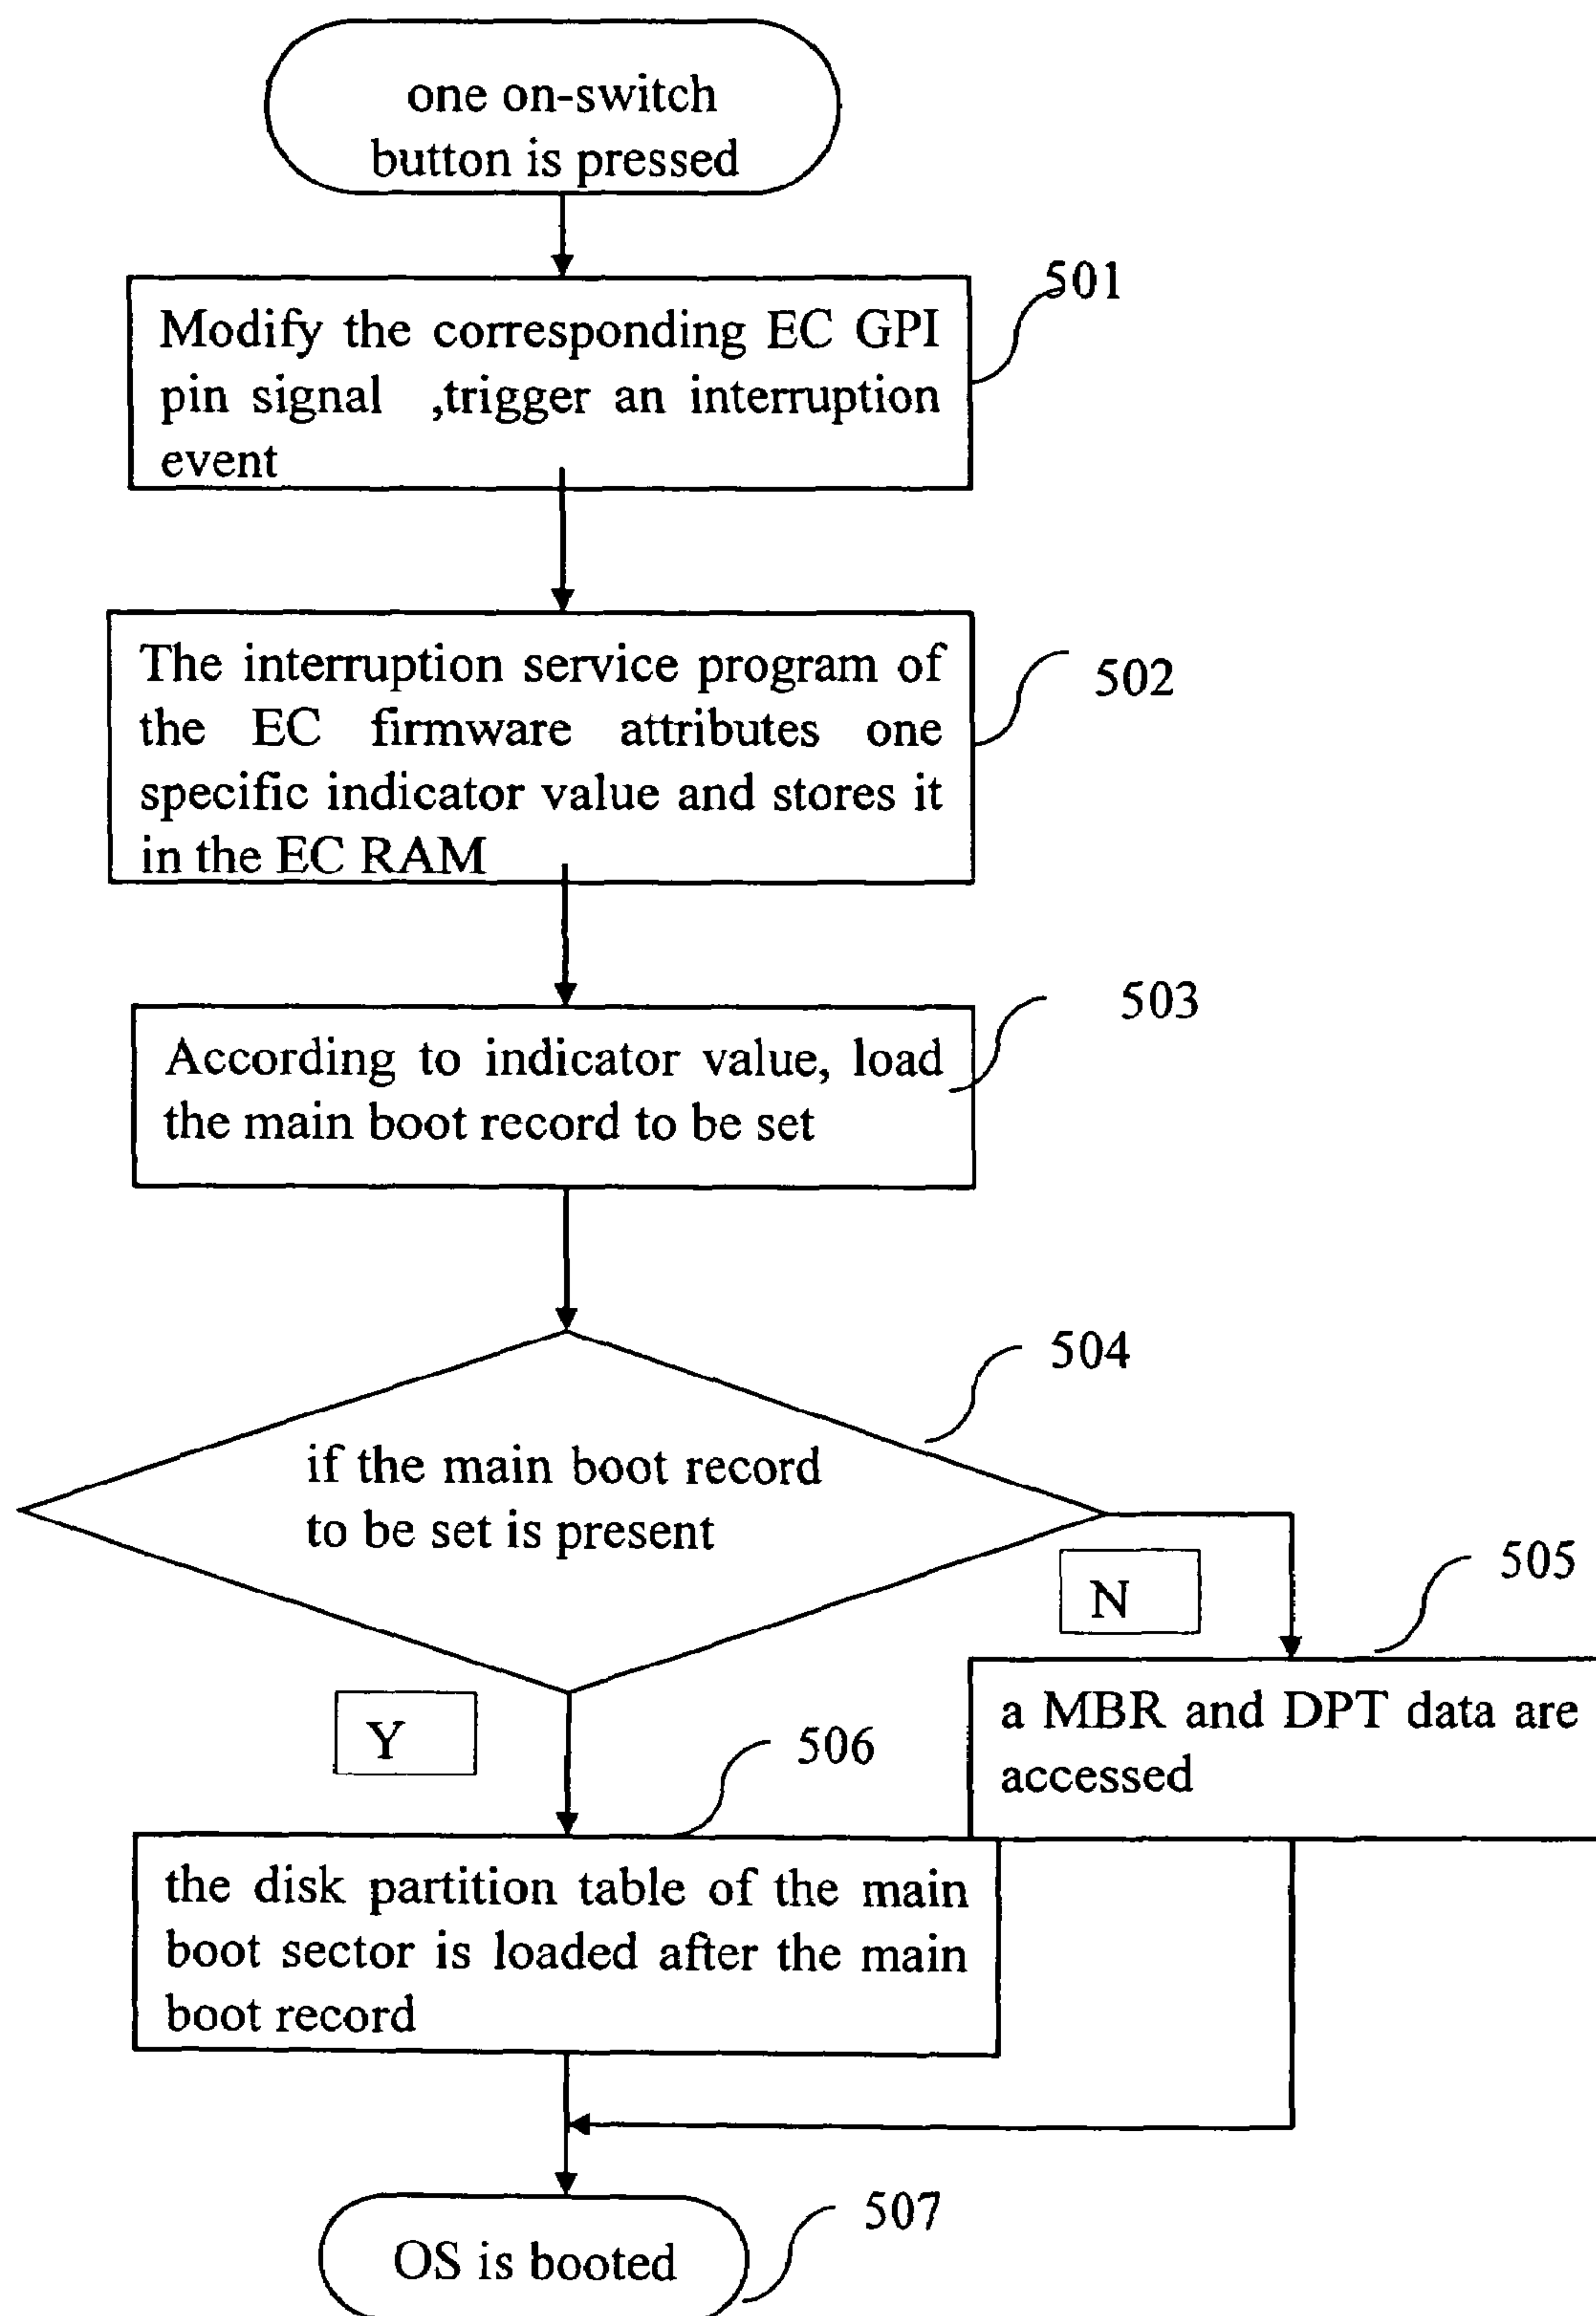 one on-switch
button is pressed
501
Modify the corresponding EC GPI
pin signal ,trigger an interruption
event
502
The interruption service program of
the EC firmware attributes one
specific indicator value and stores it
in the EC RAM
503
According to indicator value, load
the main boot record to be set
504
if the main boot record
to be set is present
N
505
a MBR and DPT data are
accessed
Y
506
the disk partition table of the main
boot sector is loaded after the main
boot record
507
OS is booted